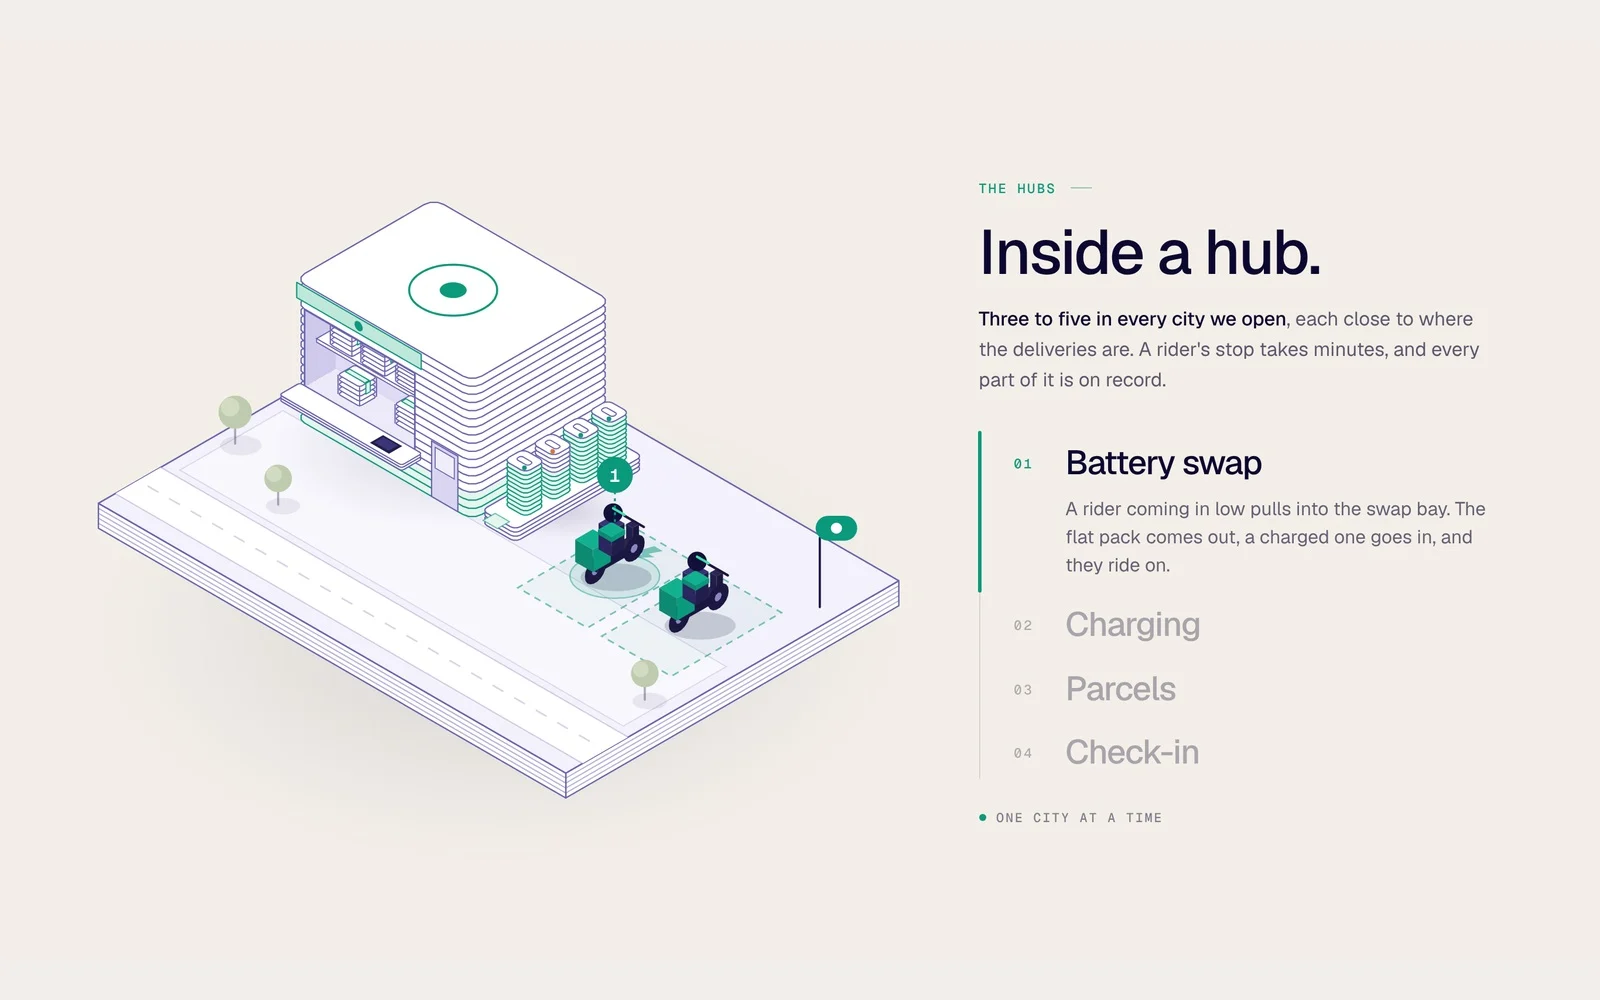 THE HUBS
Inside a hub.
Three to five in every city we open, each close to where
the deliveries are. A rider's stop takes minutes, and every
part of it is on record.
1
01
Battery swap
A rider coming in low pulls into the swap bay. The
flat pack comes out, a charged one goes in, and
they ride on.
02
Charging
03
Parcels
04
Check-in
ONE CITY AT A TIME